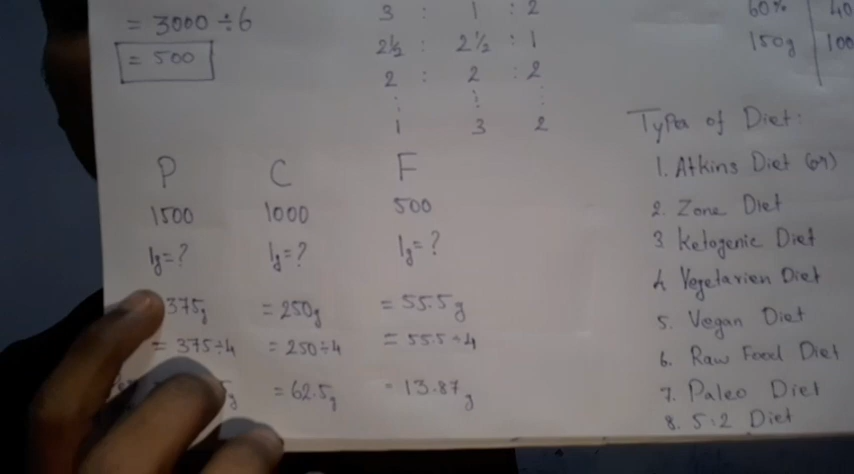 = 3000 ÷ 6
= 500
3 : 1 : 2
2½ : 2½ : 1
2 : 2 : 2
⋮ ⋮ ⋮
1 3 2
60% 40
150g 100
P C F
1500 1000 500
1g=? 1g=? 1g=?
375g = 250g = 55.5g
= 375÷4 = 250÷4 = 55.5÷4
g = 62.5g = 13.87g
Types of Diet:
1. Atkins Diet (or)
2. Zone Diet
3 Ketogenic Diet
4 Vegetarien Diet
5. Vegan Diet
6. Raw Food Diet
7. Paleo Diet
8. 5:2 Diet